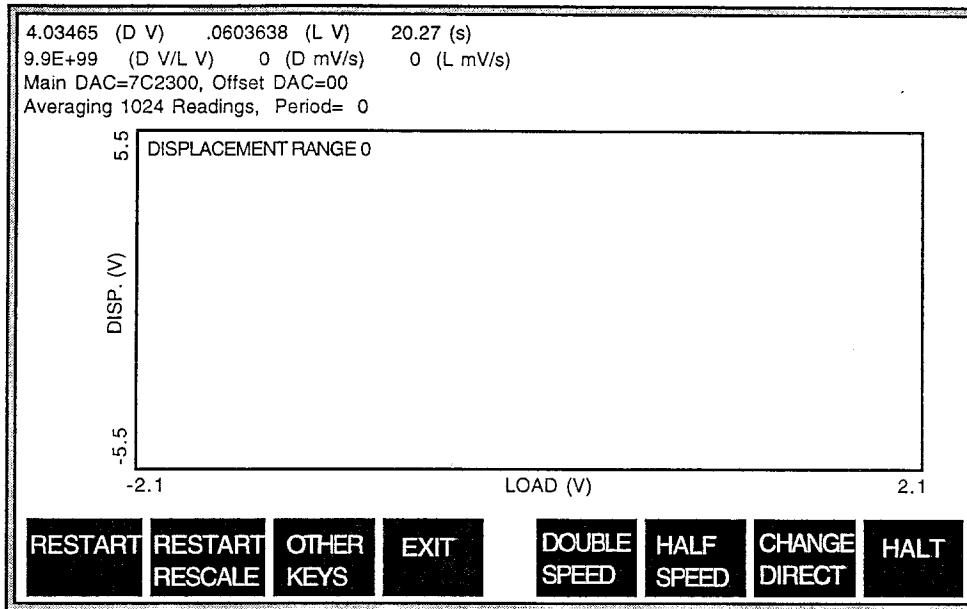 4.03465 (D V) .0603638 (L V) 20.27 (s)
9.9E+99 (D V/L V) 0 (D mV/s) 0 (L mV/s)
Main DAC=7C2300, Offset DAC=00
Averaging 1024 Readings, Period= 0
5.5
DISPLACEMENT RANGE 0
DISP. (V)
-5.5
-2.1 LOAD (V) 2.1
RESTART
RESTART
RESCALE
OTHER
KEYS
EXIT
DOUBLE
SPEED
HALF
SPEED
CHANGE
DIRECT
HALT